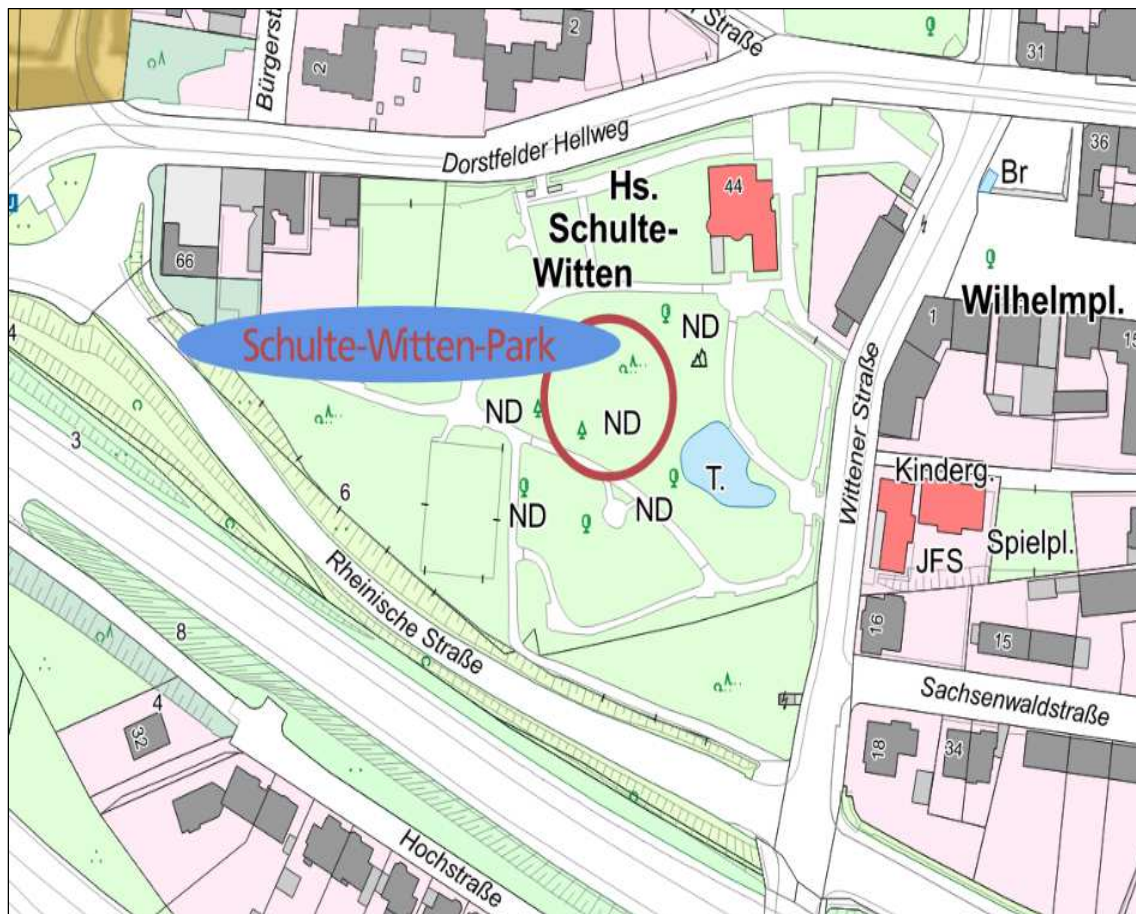 r Straße
2
2
31
Bürgerst
Dorstfelder Hellweg
36
Br
44
Hs.
Schulte-
Witten
66
Wilhelmpl.
1
15
Schulte-Witten-Park
ND
4
ND
ND
3
T.
Kinderg.
6
ND
ND
Wittener Straße
JFS
Spielpl.
Rheinische Straße
8
16
15
Sachsenwaldstraße
4
32
18
34
Hochstraße